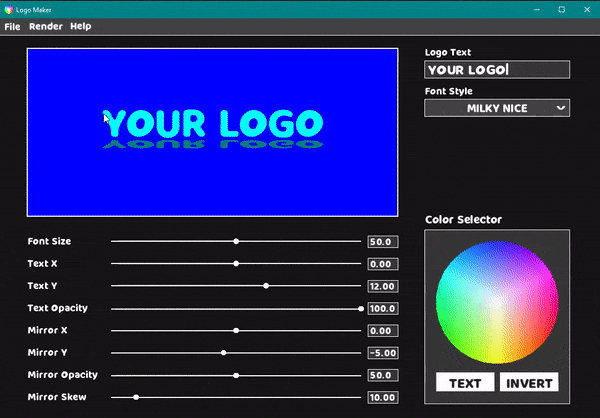 Logo Maker
File Render Help
YOUR LOGO
YOUR LOGO
Logo Text
YOUR LOGO
Font Style
MILKY NICE
Font Size 50.0
Text X 0.00
Text Y 12.00
Text Opacity 100.0
Mirror X 0.00
Mirror Y -5.00
Mirror Opacity 50.0
Mirror Skew 10.00
Color Selector
TEXT INVERT